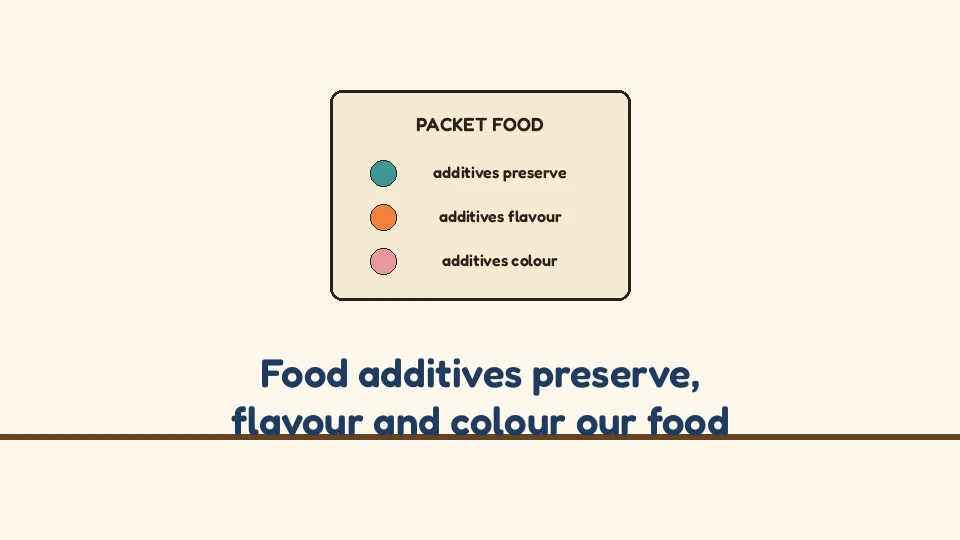 PACKET FOOD
additives preserve
additives flavour
additives colour
Food additives preserve,
flavour and colour our food